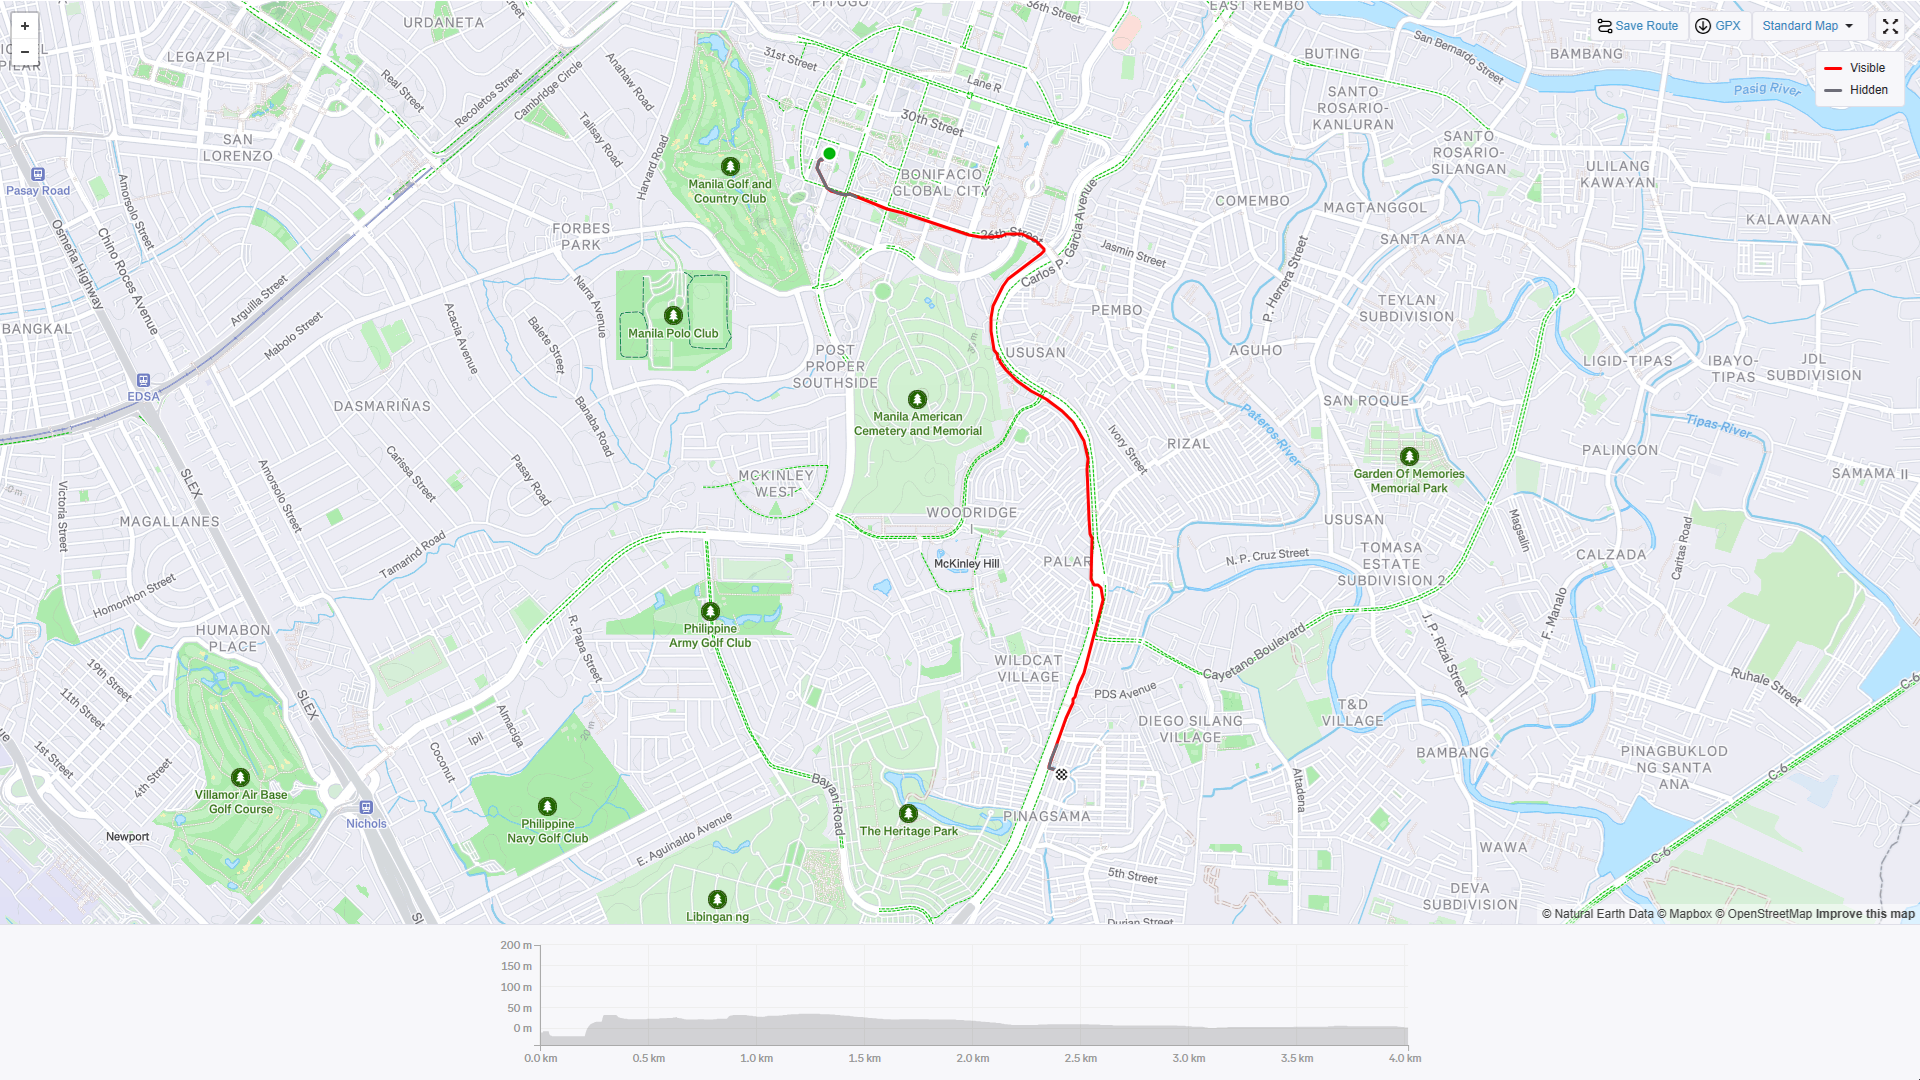 +
−
Save Route
GPX
Standard Map
Visible
Hidden
URDANETA
PITOGO
36th Street
EAST REMBO
31st Street
LEGAZPI
Real Street
Recoletos Street
Cambridge Circle
Anahaw Road
Lane R
30th Street
BUTING
San Bernardo Street
BAMBANG
Pasig River
SANTO
ROSARIO-
KANLURAN
SANTO
ROSARIO-
SILANGAN
ULILANG
KAWAYAN
SAN
LORENZO
Talisay Road
Harvard Road
Pasay Road
Manila Golf and
Country Club
BONIFACIO
GLOBAL CITY
Amorsolo Street
Osmeña Highway
Chino Roces Avenue
FORBES
PARK
26th Street
Carlos P. Garcia Avenue
Jasmin Street
COMEMBO
MAGTANGGOL
SANTA ANA
KALAWAAN
P. Herrera Street
PEMBO
TEYLAN
SUBDIVISION
Arguilla Street
Mabolo Street
Narra Avenue
Acacia Avenue
Balete Street
Banaba Road
BANGKAL
EDSA
Manila Polo Club
POST
PROPER
SOUTHSIDE
USUSAN
AGUHO
LIGID-TIPAS
IBAYO-
TIPAS
JDL
SUBDIVISION
DASMARIÑAS
Manila American
Cemetery and Memorial
SAN ROQUE
Pateros River
Tipas River
Ivory Street
RIZAL
PALINGON
SAMAMA II
Carissa Street
Pasay Road
Amorsolo Street
SLEX
Victoria Street
MAGALLANES
MCKINLEY
WEST
Garden Of Memories
Memorial Park
WOODRIDGE
I
USUSAN
Magsalin
Caritas Road
Tamarind Road
McKinley Hill
PALAR
N. P. Cruz Street
TOMASA
ESTATE
SUBDIVISION 2
CALZADA
Homonhon Street
HUMABON
PLACE
R. Papa Street
Philippine
Army Golf Club
F. Manalo
J. P. Rizal Street
Cayetano Boulevard
WILDCAT
VILLAGE
PDS Avenue
Ruhale Street
C-6
19th Street
11th Street
1st Street
4th Street
SLEX
Almaciga
Ipil
Coconut
20 m
DIEGO SILANG
VILLAGE
T&D
VILLAGE
BAMBANG
PINAGBUKLOD
NG SANTA
ANA
C-6
Villamor Air Base
Golf Course
Newport
Nichols
Philippine
Navy Golf Club
E. Aguinaldo Avenue
Bayani Road
The Heritage Park
PINAGSAMA
Altadena
WAWA
C-6
5th Street
DEVA
SUBDIVISION
Libingan ng
Durian Street
© Natural Earth Data © Mapbox © OpenStreetMap Improve this map
200 m
150 m
100 m
50 m
0 m
0.0 km
0.5 km
1.0 km
1.5 km
2.0 km
2.5 km
3.0 km
3.5 km
4.0 km